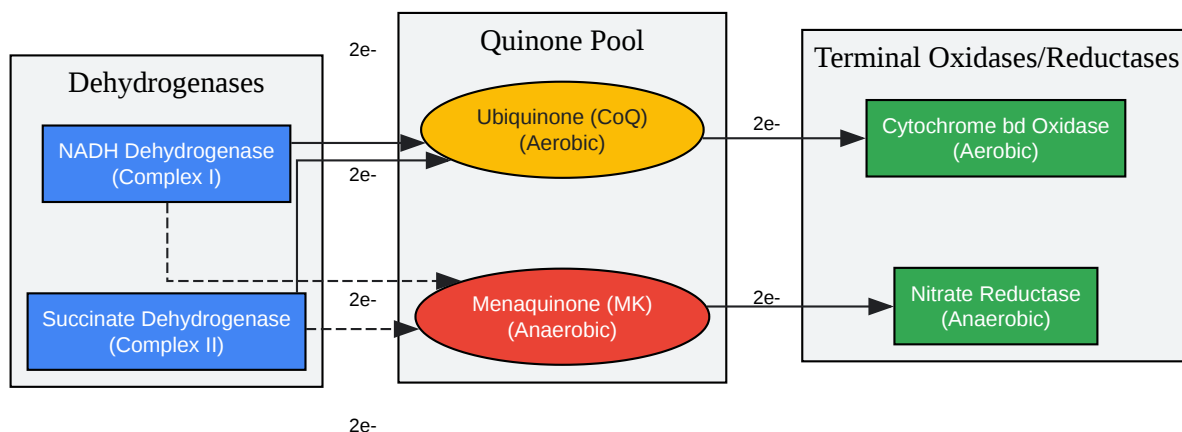 Dehydrogenases
NADH Dehydrogenase
(Complex I)
Succinate Dehydrogenase
(Complex II)
2e-
2e-
2e-
2e-
Quinone Pool
Ubiquinone (CoQ)
(Aerobic)
Menaquinone (MK)
(Anaerobic)
2e-
2e-
Terminal Oxidases/Reductases
Cytochrome bd Oxidase
(Aerobic)
Nitrate Reductase
(Anaerobic)